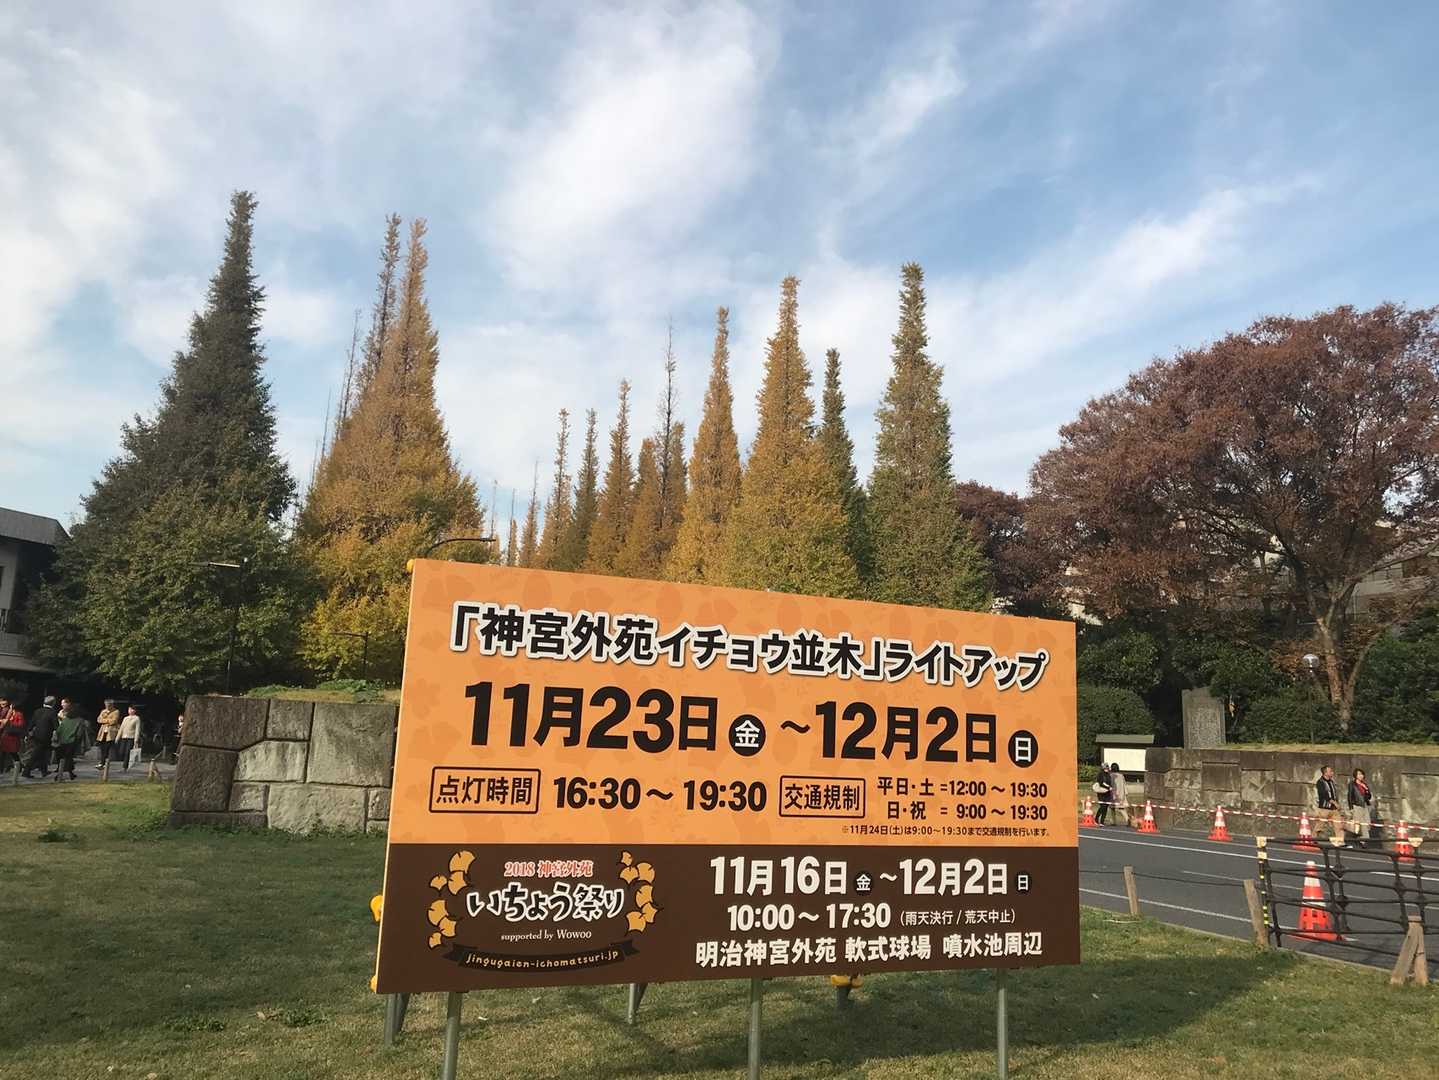 「神宮外苑イチョウ並木」ライトアップ
11月23日(金)～12月2日(日)
点灯時間 16:30～19:30 交通規制 平日・土 =12:00～19:30
日・祝 = 9:00～19:30
※11月24日(土)は9:00～19:30まで交通規制を行います。
2018 神宮外苑
いちょう祭り
supported by Wowoo
jingugaien-ichomatsuri.jp
11月16日(金)～12月2日(日)
10:00～17:30(雨天決行/荒天中止)
明治神宮外苑 軟式球場 噴水池周辺